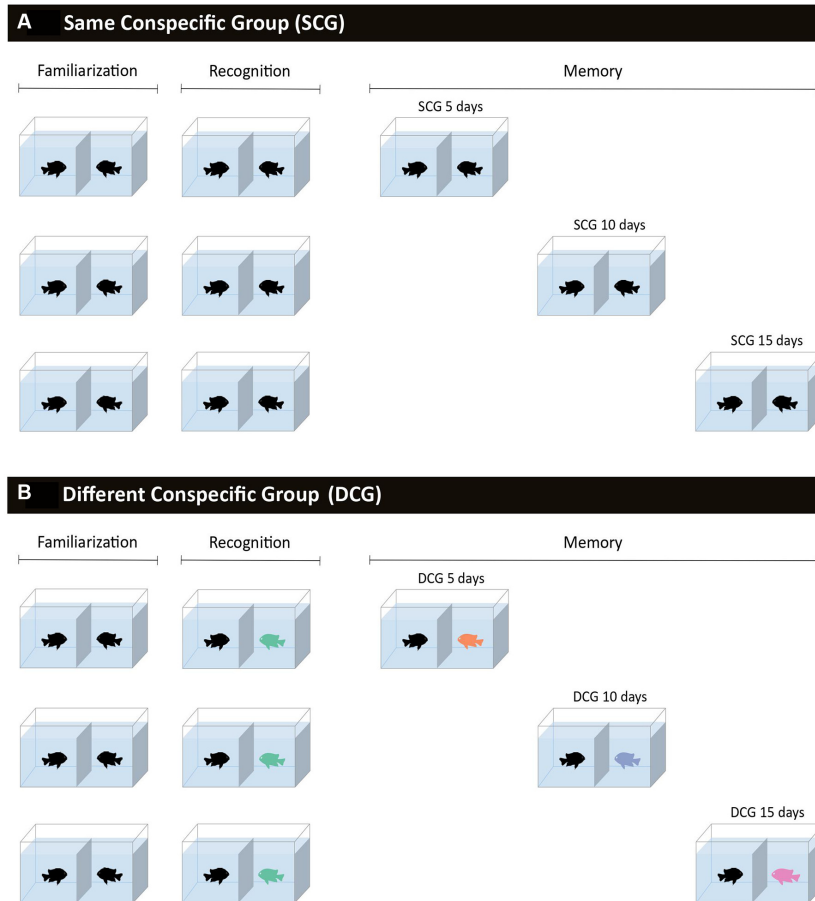 A Same Conspecific Group (SCG)
Familiarization Recognition Memory
SCG 5 days
SCG 10 days
SCG 15 days
B Different Conspecific Group (DCG)
Familiarization Recognition Memory
DCG 5 days
DCG 10 days
DCG 15 days